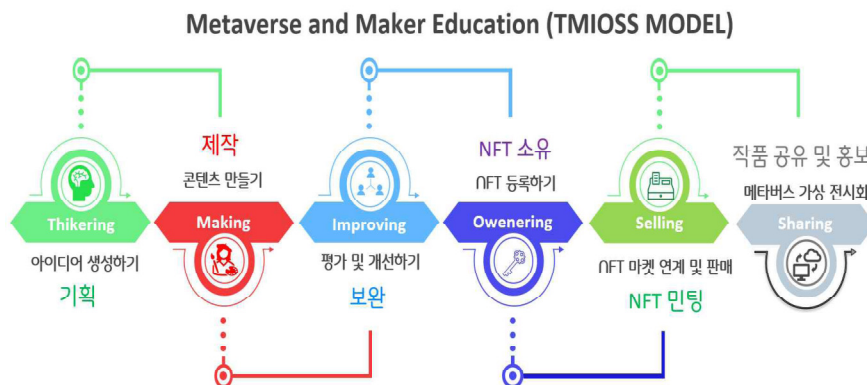 Metaverse and Maker Education (TMIOSS MODEL)
Thikering
아이디어 생성하기
기획
제작
콘텐츠 만들기
Making
Improving
평가 및 개선하기
보완
NFT 소유
NFT 등록하기
Owenering
Selling
NFT 마켓 연계 및 판매
NFT 민팅
직품 공유 및 홍보
메타버스 가상 전시회
Sharing